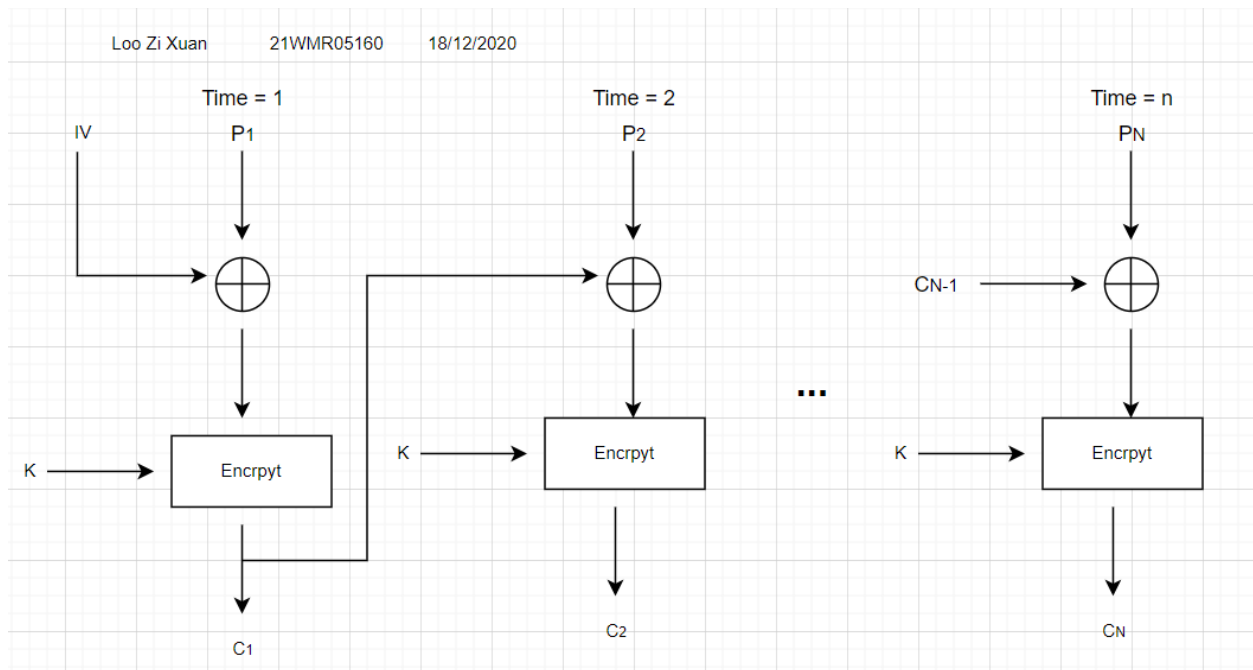 Loo Zi Xuan 21WMR05160 18/12/2020
Time = 1 Time = 2 Time = n
IV P1 P2 PN
CN-1
...
K Encrpyt K Encrpyt K Encrpyt
C1 C2 CN